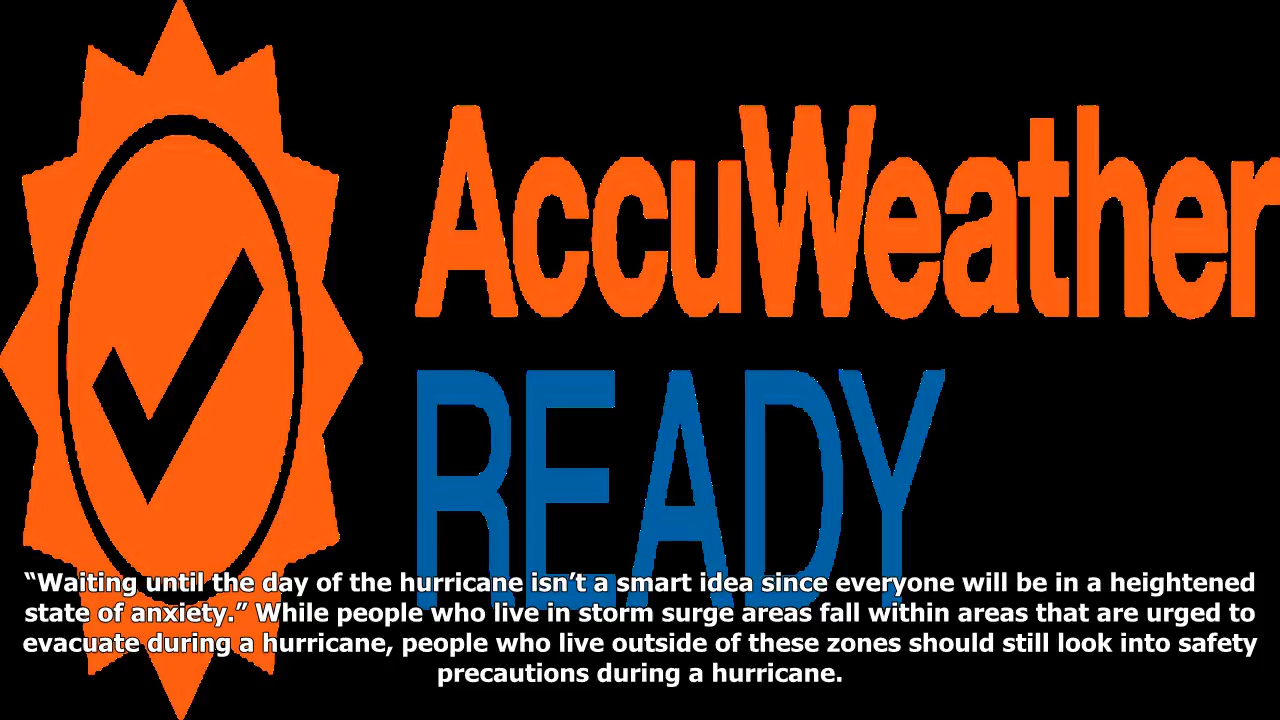 AccuWeather
READY
“Waiting until the day of the hurricane isn’t a smart idea since everyone will be in a heightened
state of anxiety.” While people who live in storm surge areas fall within areas that are urged to
evacuate during a hurricane, people who live outside of these zones should still look into safety
precautions during a hurricane.